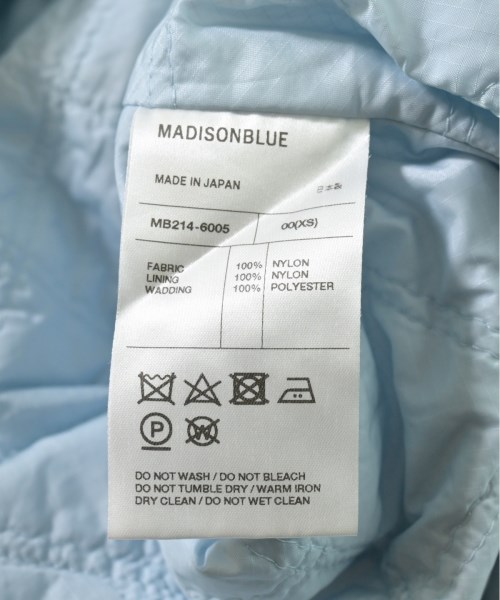 MADISONBLUE
MADE IN JAPAN 日本製
MB214-6005 00(XS)
FABRIC 100% NYLON
LINING 100% NYLON
WADDING 100% POLYESTER
P W
DO NOT WASH / DO NOT BLEACH
DO NOT TUMBLE DRY / WARM IRON
DRY CLEAN / DO NOT WET CLEAN